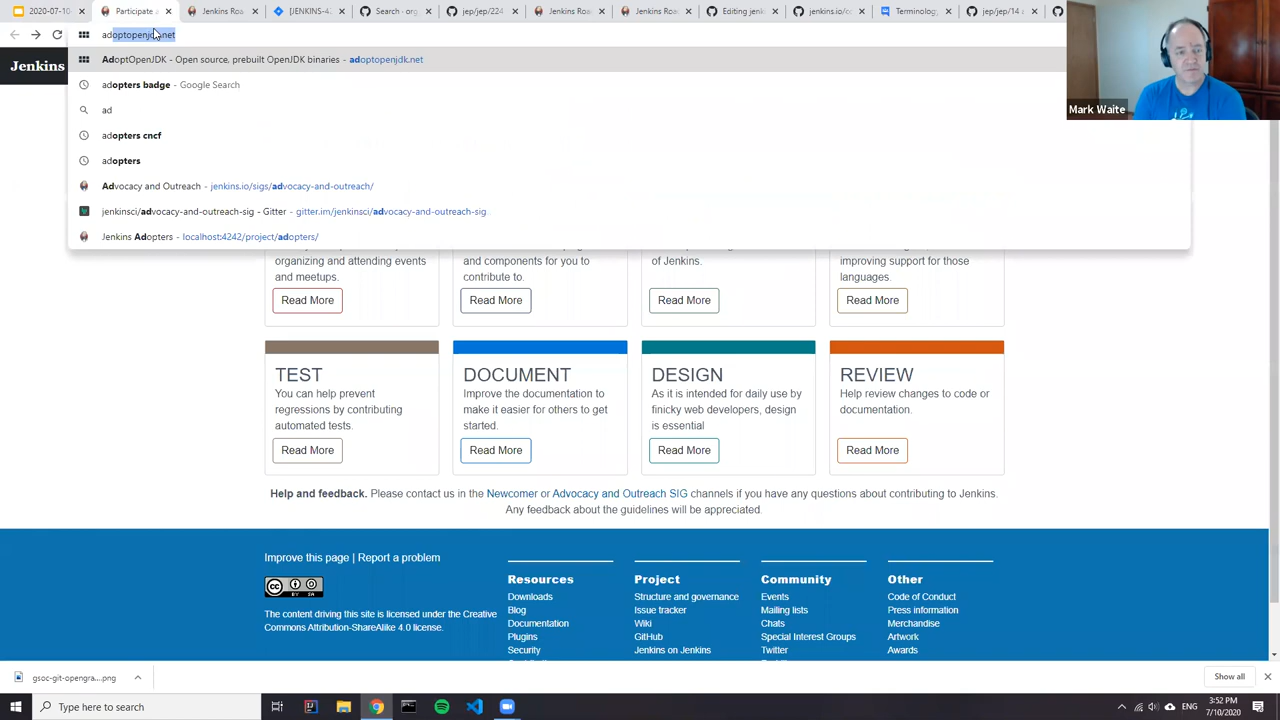 2020-07-10
Participate a
Jenkins Roa
[JENKINS-4
Search · org
jep/jep/224
Jenkins Roa
Jenkins Roa
Editing jenk
Terminology
jep/jep/14 a
adoptopenjdk.net
AdoptOpenJDK - Open source, prebuilt OpenJDK binaries - adoptopenjdk.net
Jenkins
adopters badge - Google Search
ad
Mark Waite
adopters cncf
adopters
Advocacy and Outreach - jenkins.io/sigs/advocacy-and-outreach/
jenkinsci/advocacy-and-outreach-sig - Gitter - gitter.im/jenkinsci/advocacy-and-outreach-sig
Jenkins Adopters - localhost:4242/project/adopters/
organizing and attending events
and meetups.
Read More
and components for you to
contribute to.
Read More
of Jenkins.
Read More
improving support for those
languages.
Read More
TEST
You can help prevent
regressions by contributing
automated tests.
Read More
DOCUMENT
Improve the documentation to
make it easier for others to get
started.
Read More
DESIGN
As it is intended for daily use by
finicky web developers, design
is essential
Read More
REVIEW
Help review changes to code or
documentation.
Read More
Help and feedback. Please contact us in the Newcomer or Advocacy and Outreach SIG channels if you have any questions about contributing to Jenkins.
Any feedback about the guidelines will be appreciated.
Improve this page | Report a problem
cc
BY SA
The content driving this site is licensed under the Creative
Commons Attribution-ShareAlike 4.0 license.
Resources
Downloads
Blog
Documentation
Plugins
Security
Project
Structure and governance
Issue tracker
Wiki
GitHub
Jenkins on Jenkins
Community
Events
Mailing lists
Chats
Special Interest Groups
Twitter
Other
Code of Conduct
Press information
Merchandise
Artwork
Awards
gsoc-git-opengra....png
Show all
Type here to search
ENG
3:52 PM
7/10/2020